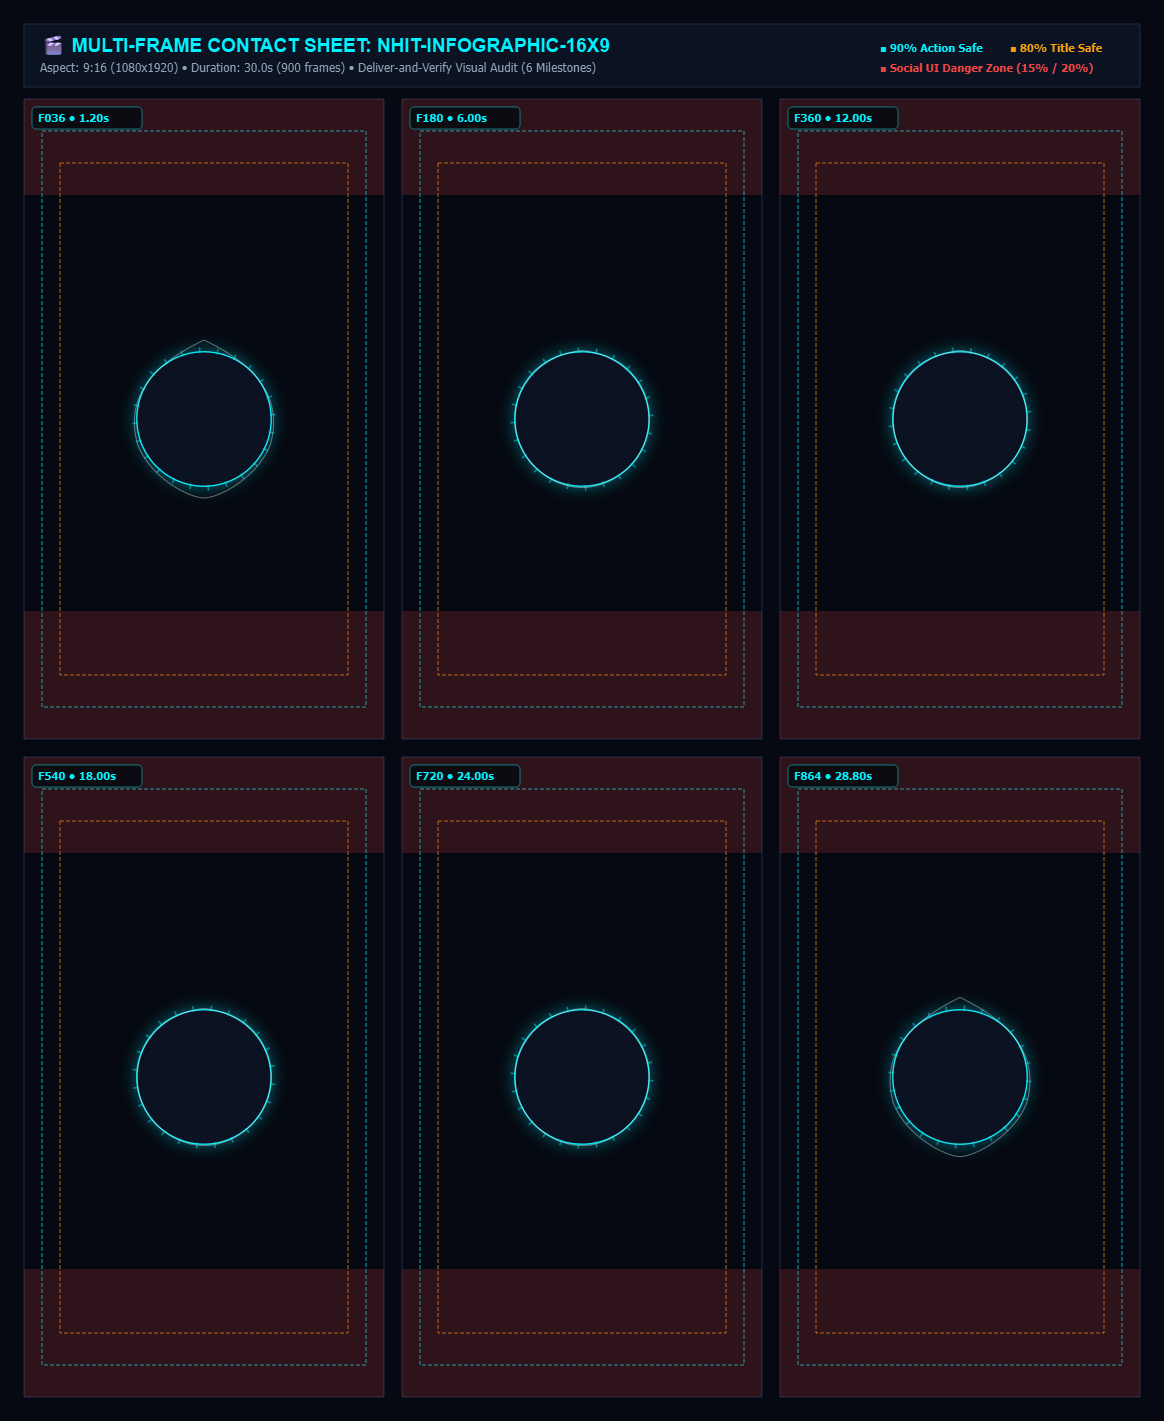 🎬 MULTI-FRAME CONTACT SHEET: NHIT-INFOGRAPHIC-16X9
Aspect: 9:16 (1080x1920) • Duration: 30.0s (900 frames) • Deliver-and-Verify Visual Audit (6 Milestones)
■ 90% Action Safe ■ 80% Title Safe
■ Social UI Danger Zone (15% / 20%)
F036 • 1.20s
F180 • 6.00s
F360 • 12.00s
F540 • 18.00s
F720 • 24.00s
F864 • 28.80s